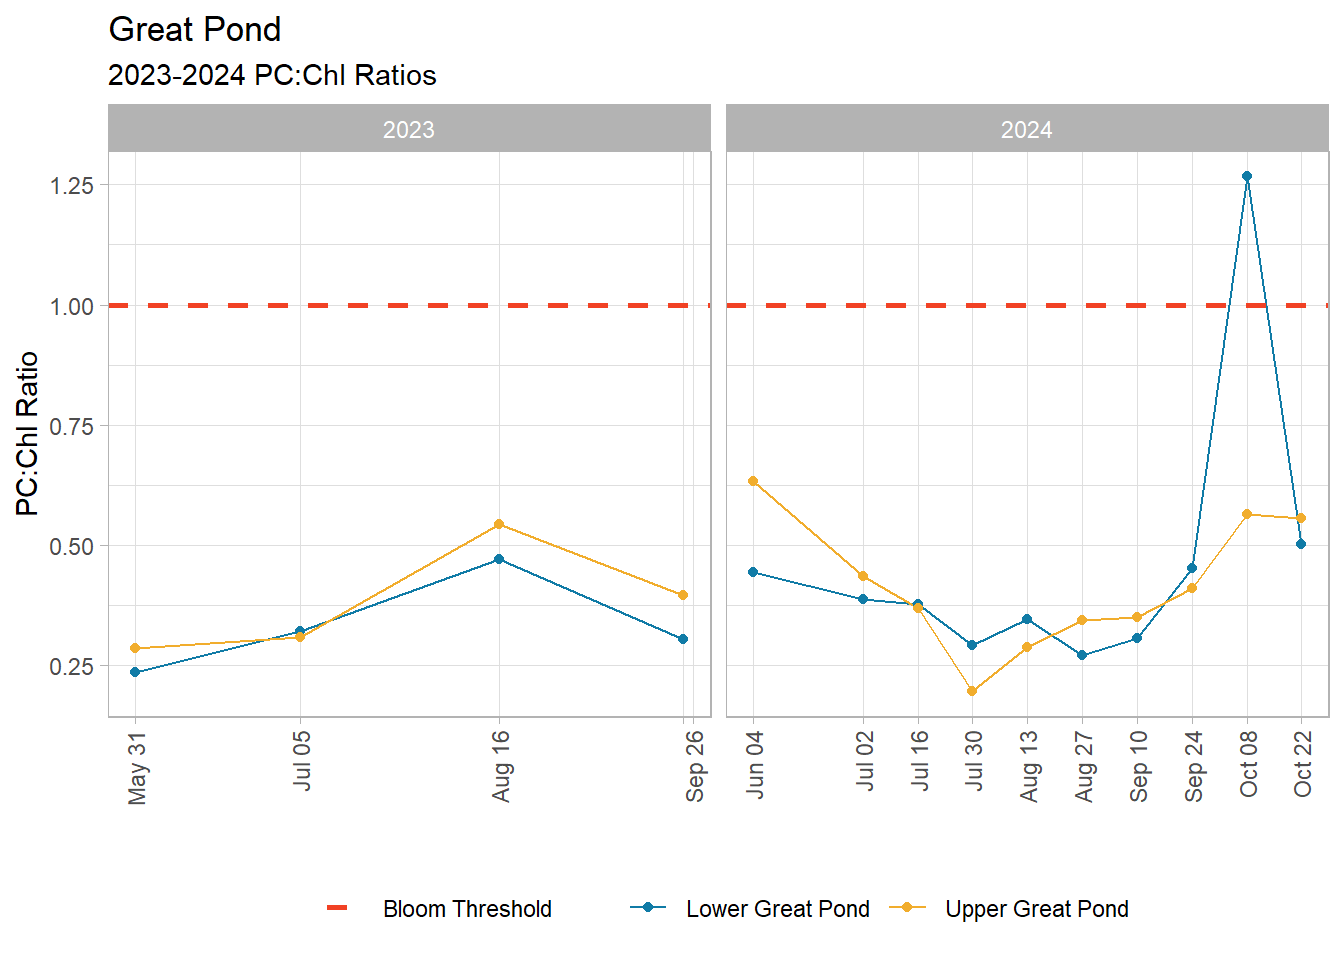 Great Pond
2023-2024 PC:Chl Ratios
2023
2024
PC:Chl Ratio
1.25
1.00
0.75
0.50
0.25
May 31
Jul 05
Aug 16
Sep 26
Jun 04
Jul 02
Jul 16
Jul 30
Aug 13
Aug 27
Sep 10
Sep 24
Oct 08
Oct 22
Bloom Threshold
Lower Great Pond
Upper Great Pond